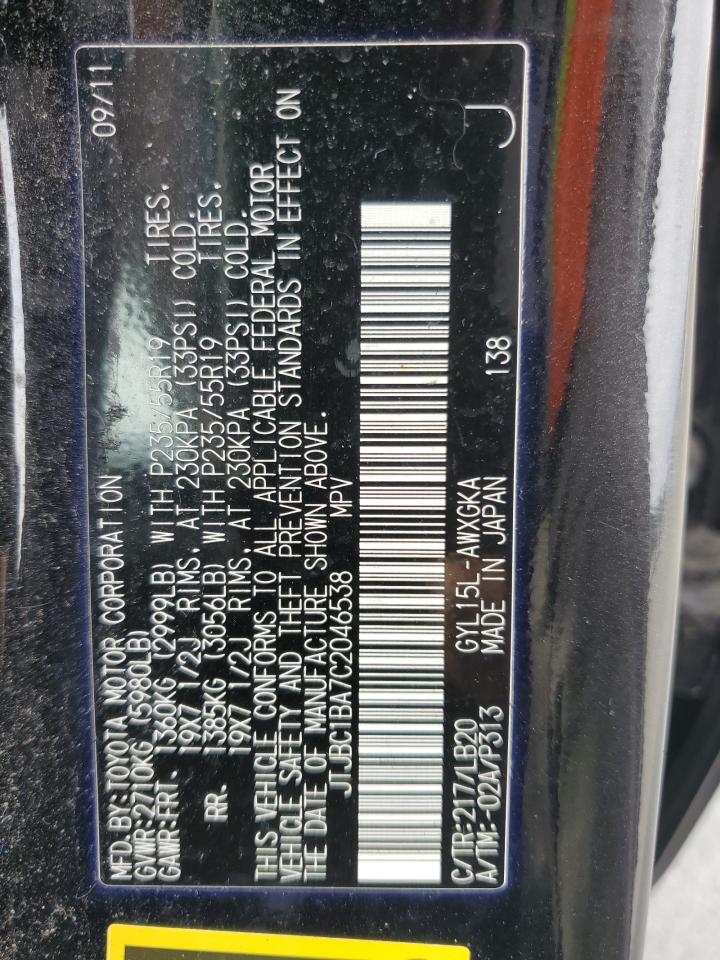 MFD.BY:TOYOTA MOTOR CORPORATION 09/11
GVWR:2710KG (5980LB)
GAWR:FRT. 1360KG (2999LB) WITH P235/55R19 TIRES,
19X7 1/2J RIMS, AT 230KPA (33PSI) COLD.
RR. 1385KG (3056LB) WITH P235/55R19 TIRES,
19X7 1/2J RIMS, AT 230KPA (33PSI) COLD.
THIS VEHICLE CONFORMS TO ALL APPLICABLE FEDERAL MOTOR
VEHICLE SAFETY AND THEFT PREVENTION STANDARDS IN EFFECT ON
THE DATE OF MANUFACTURE SHOWN ABOVE.
JTJBC1BA7C2046538 MPV
C/TR:217/LB20 GYL15L-AWXGKA 138
A/TM:-02A/P313 MADE IN JAPAN
J